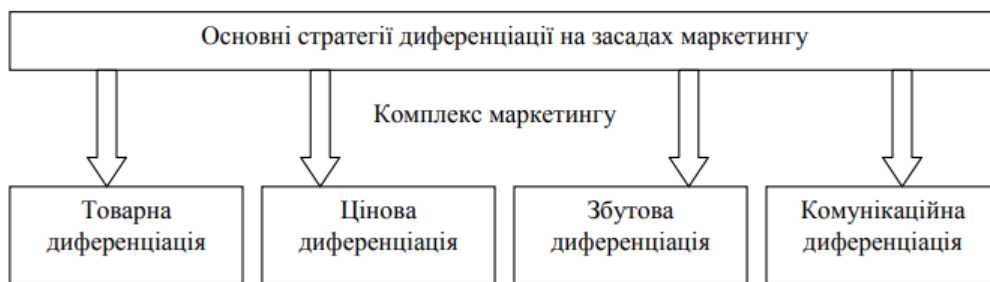 Основні стратегії диференціації на засадах маркетингу
Комплекс маркетингу
Товарна
диференціація
Цінова
диференціація
Збутова
диференціація
Комунікаційна
диференціація